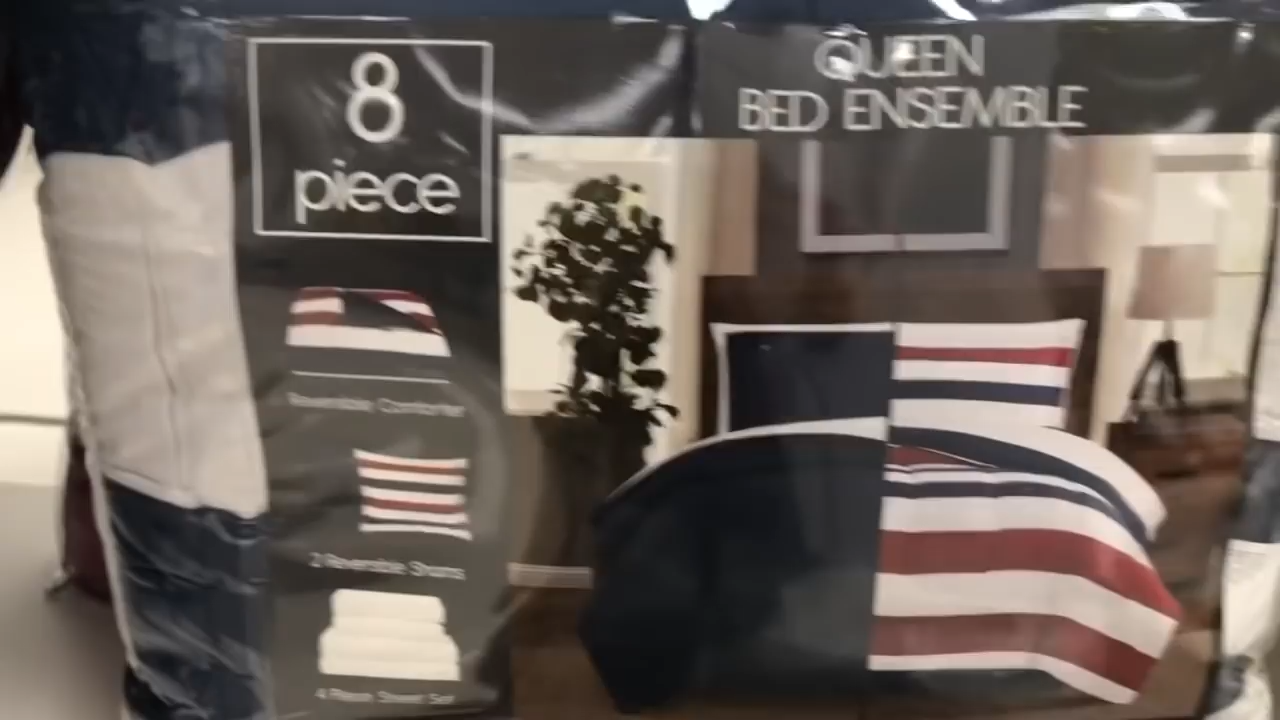 8
piece
QUEEN
BED ENSEMBLE
Reversible Comforter
2 Reversible Shams
4 Piece Sheet Set